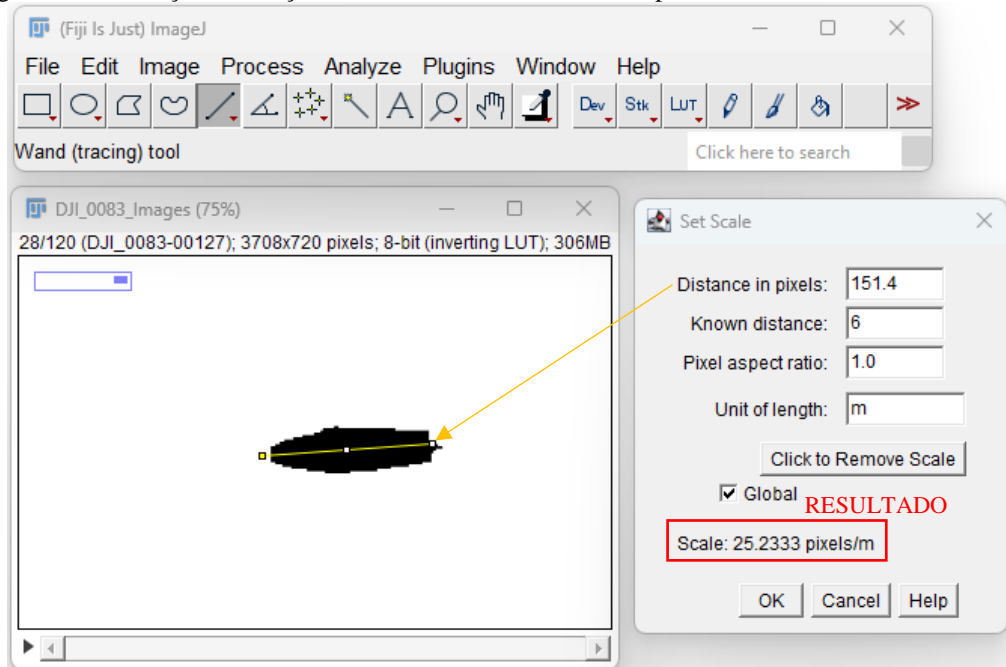 (Fiji Is Just) ImageJ
File Edit Image Process Analyze Plugins Window Help
A Dev Stk LUT >>
Wand (tracing) tool
Click here to search
DJI_0083_Images (75%)
28/120 (DJI_0083-00127); 3708x720 pixels; 8-bit (inverting LUT); 306MB
Set Scale
Distance in pixels: 151.4
Known distance: 6
Pixel aspect ratio: 1.0
Unit of length: m
Click to Remove Scale
Global
RESULTADO
Scale: 25.2333 pixels/m
OK Cancel Help